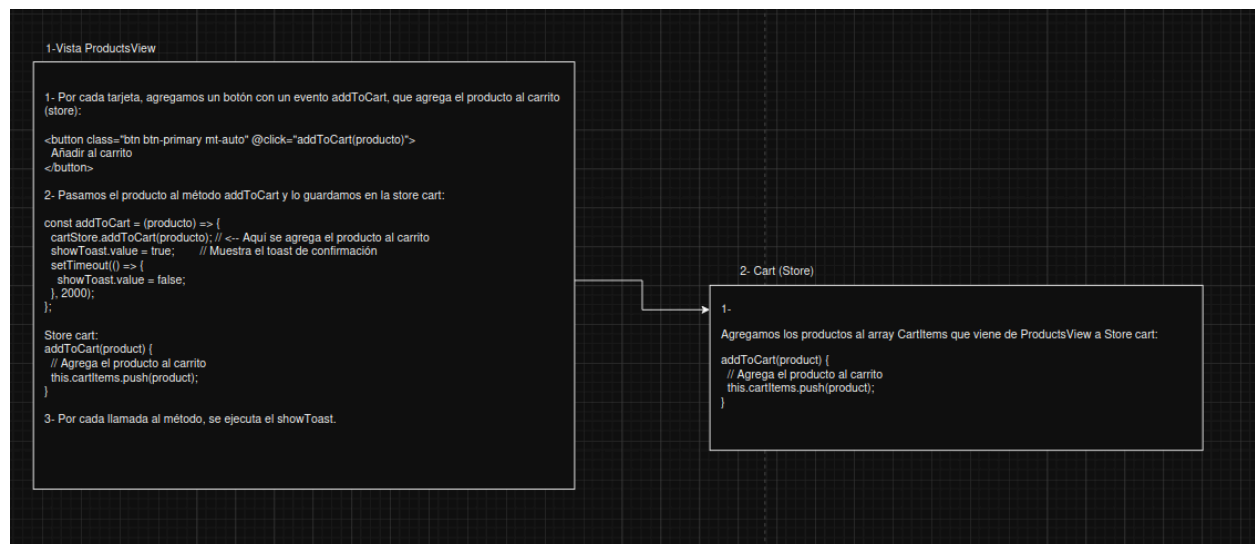 1-Vista ProductsView
1- Por cada tarjeta, agregamos un botón con un evento addToCart, que agrega el producto al carrito
(store):
<button class="btn btn-primary mt-auto" @click="addToCart(producto)">
Añadir al carrito
</button>
2- Pasamos el producto al método addToCart y lo guardamos en la store cart:
const addToCart = (producto) => {
cartStore.addToCart(producto); // <-- Aquí se agrega el producto al carrito
showToast.value = true; // Muestra el toast de confirmación
setTimeout(() => {
showToast.value = false;
}, 2000);
};
Store cart:
addToCart(product) {
// Agrega el producto al carrito
this.cartItems.push(product);
}
3- Por cada llamada al método, se ejecuta el showToast.
2- Cart (Store)
1-
Agregamos los productos al array CartItems que viene de ProductsView a Store cart:
addToCart(product) {
// Agrega el producto al carrito
this.cartItems.push(product);
}